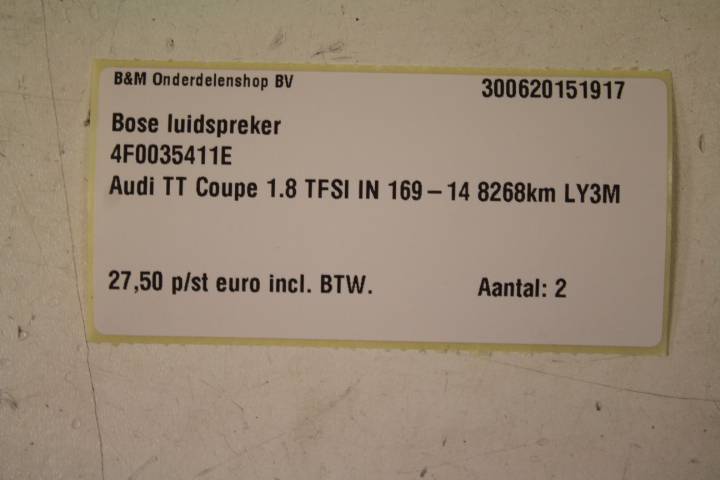 B&M Onderdelenshop BV 300620151917
Bose luidspreker
4F0035411E
Audi TT Coupe 1.8 TFSI IN 169 – 14 8268km LY3M
27,50 p/st euro incl. BTW. Aantal: 2